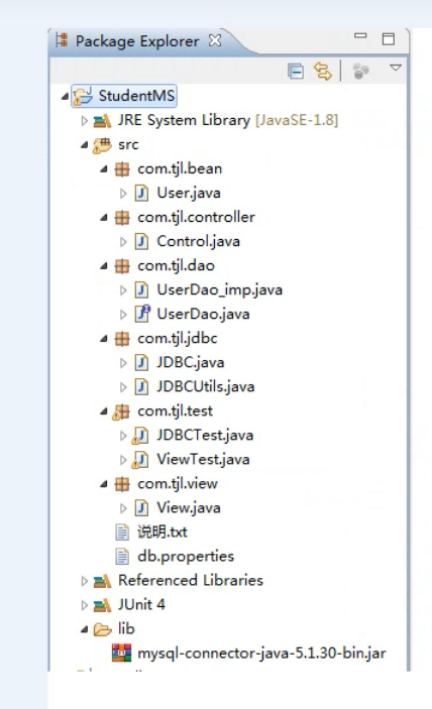 Package Explorer
StudentMS
JRE System Library [JavaSE-1.8]
src
com.tjl.bean
User.java
com.tjl.controller
Control.java
com.tjl.dao
UserDao_imp.java
UserDao.java
com.tjl.jdbc
JDBC.java
JDBCUtils.java
com.tjl.test
JDBCTest.java
ViewTest.java
com.tjl.view
View.java
说明.txt
db.properties
Referenced Libraries
JUnit 4
lib
mysql-connector-java-5.1.30-bin.jar